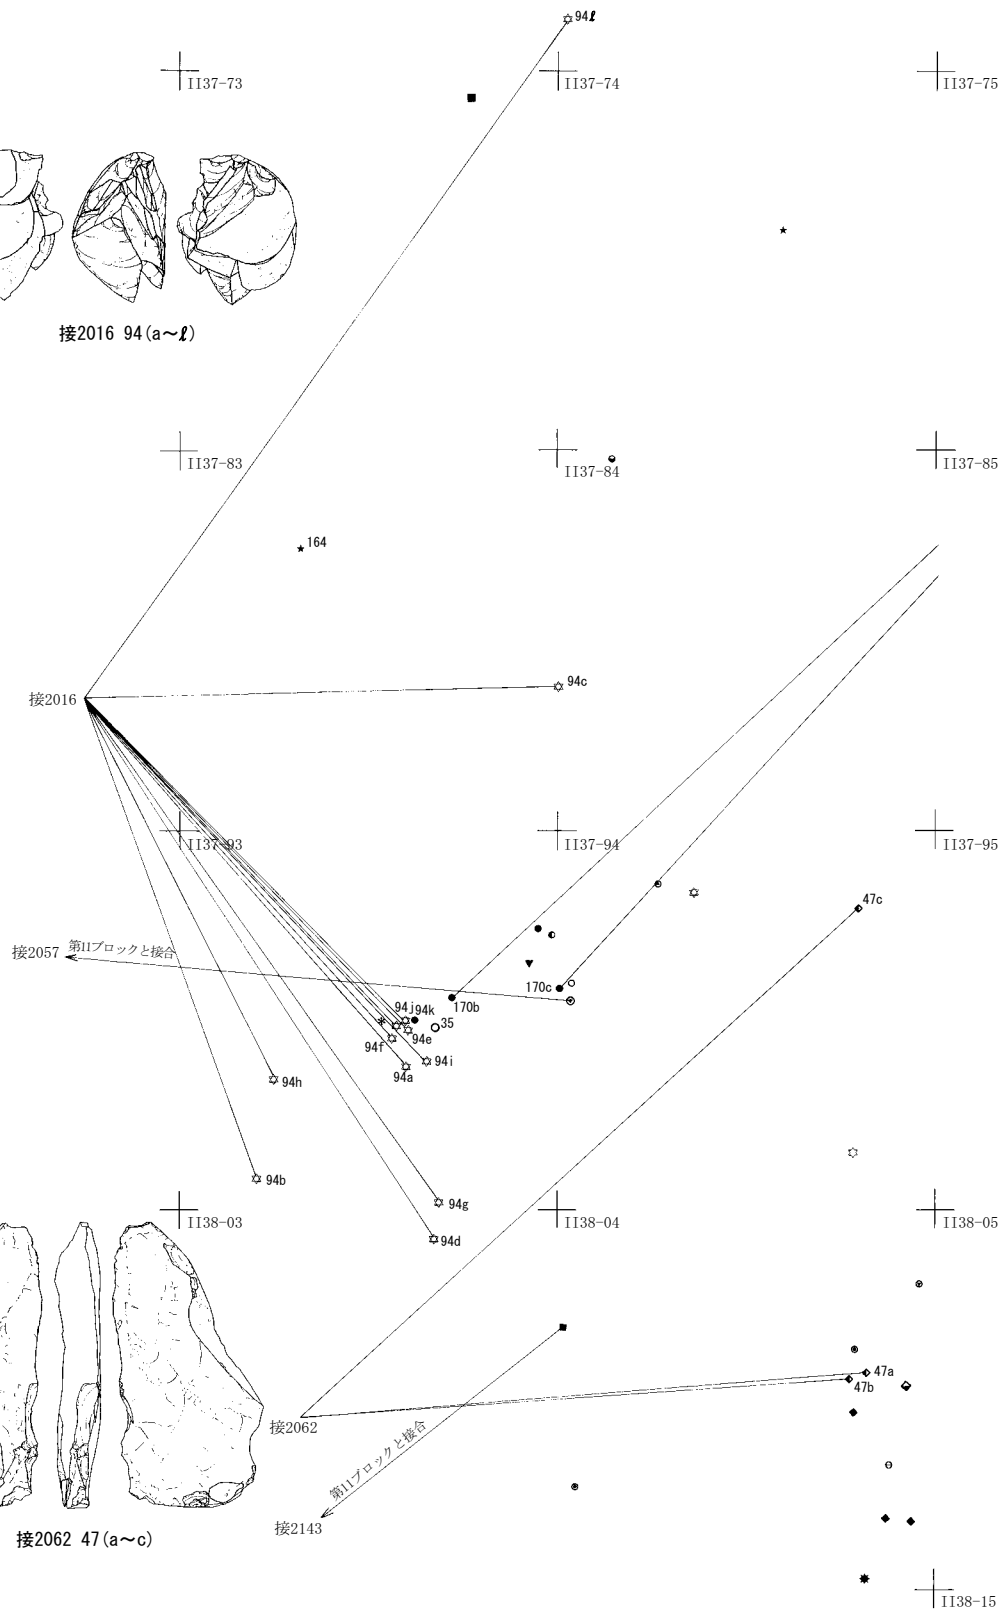 94ℓ
II37-73
II37-74
II37-75
接2016 94(a～ℓ)
II37-83
II37-84
II37-85
164
接2016
94c
II37-93
II37-94
II37-95
47c
接2057
第11ブロックと接合
170c
170b
94j
94k
35
94f
94e
94i
94a
94h
94b
94g
94d
II38-03
II38-04
II38-05
47a
47b
接2062
第11ブロックと接合
接2143
接2062 47(a～c)
II38-15